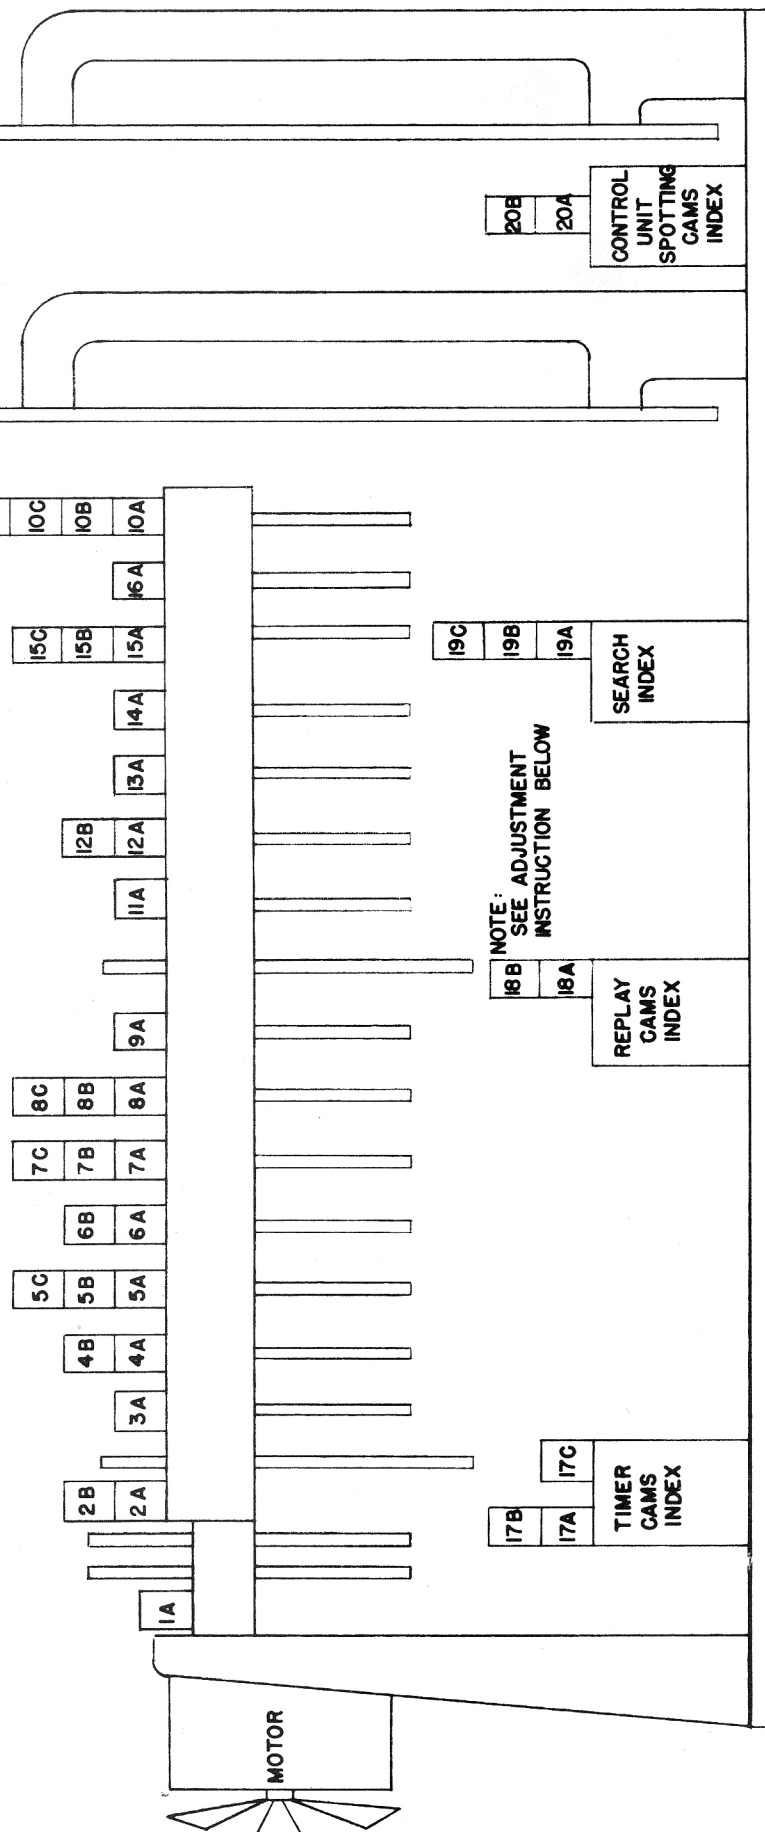 MOTOR
1A
2B 2A
3A
4B 4A
5C 5B 5A
6B 6A
7C 7B 7A
8C 8B 8A
9A
11A
12B 12A
13A
14A
15C 15B 15A
16A
10C 10B 10A
17B 17A
17C
TIMER
CAMS
INDEX
18B 18A
REPLAY
CAMS
INDEX
NOTE:
SEE ADJUSTMENT
INSTRUCTION BELOW
19C 19B 19A
SEARCH
INDEX
20B 20A
CONTROL
UNIT
SPOTTING
CAMS
INDEX